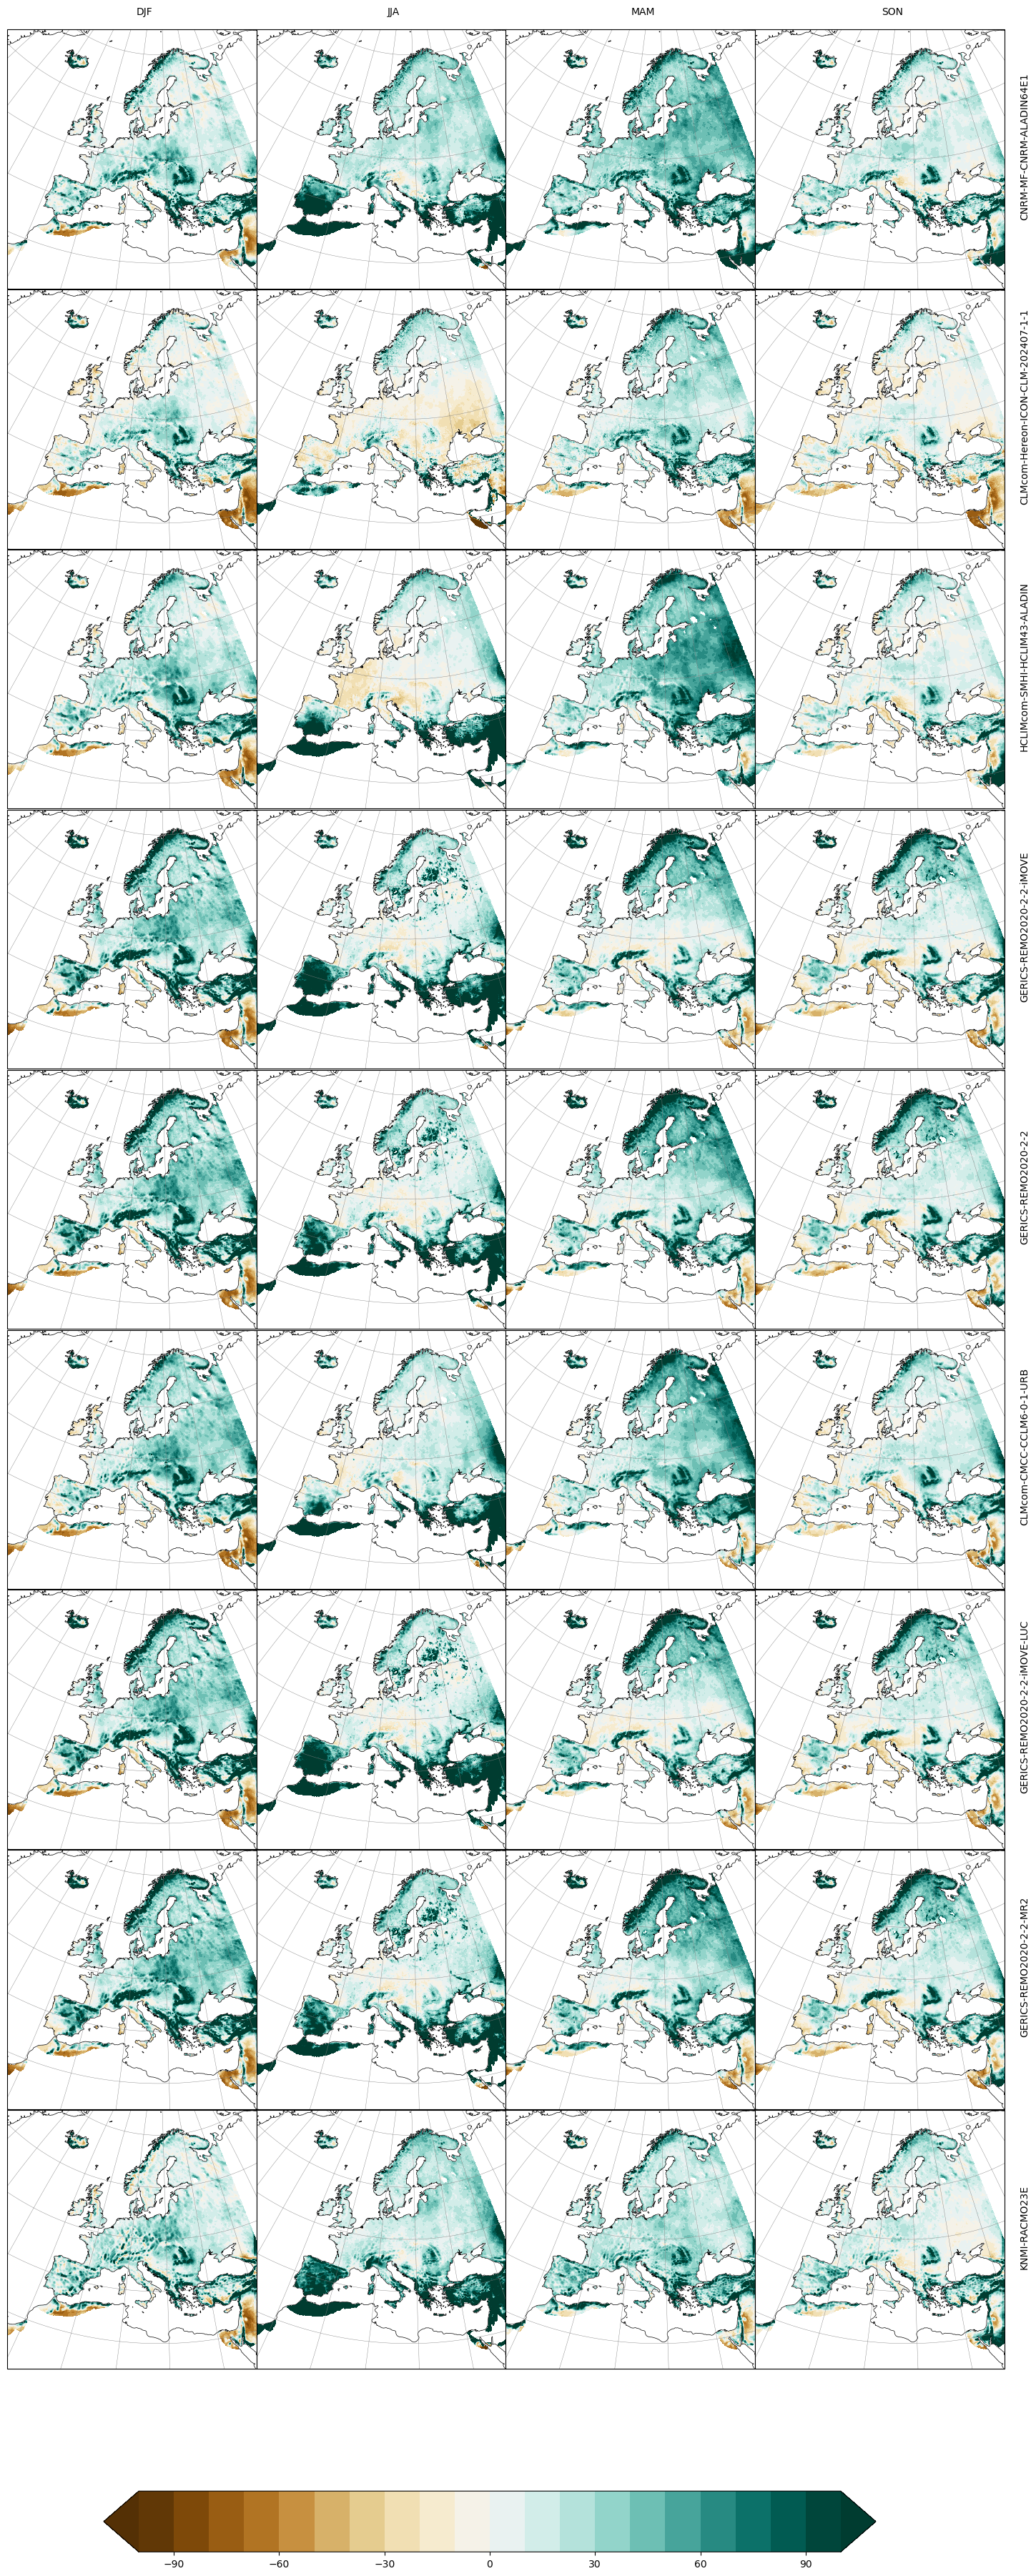 DJF JJA MAM SON
CNRM-MF-CNRM-ALADIN64E1
CLMcom-Hereon-ICON-CLM-202407-1-1
HCLIMcom-SMHI-HCLIM43-ALADIN
GERICS-REMO2020-2-2-iMOVE
GERICS-REMO2020-2-2
CLMcom-CMCC-CCLM6-0-1-URB
GERICS-REMO2020-2-2-iMOVE-LUC
GERICS-REMO2020-2-2-MR2
KNMI-RACMO23E
−90 −60 −30 0 30 60 90